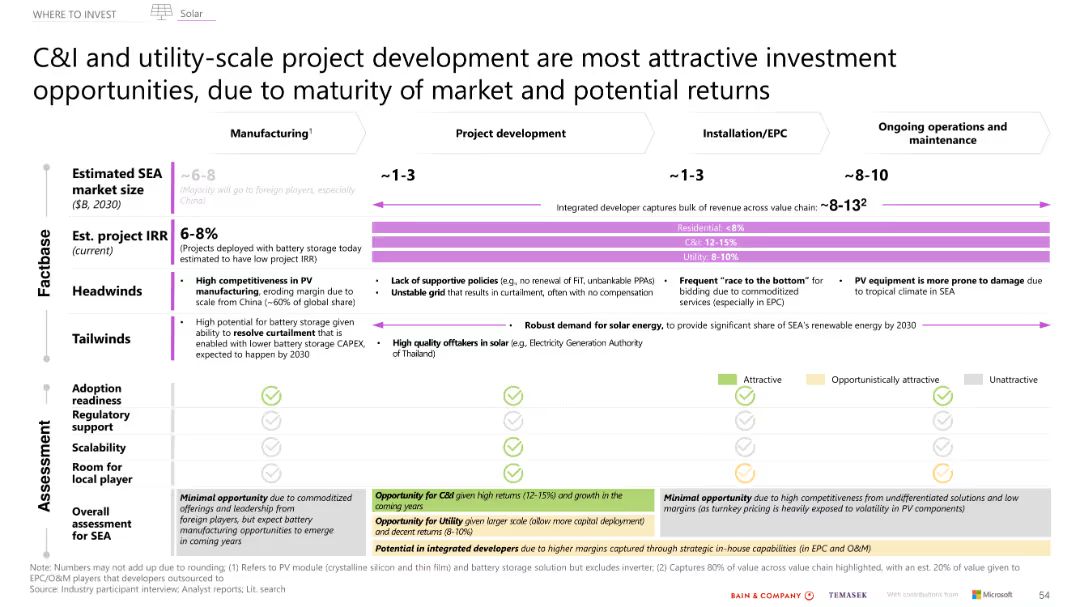 WHERE TO INVEST
Solar
C&I and utility-scale project development are most attractive investment
opportunities, due to maturity of market and potential returns
Manufacturing¹
Project development
Installation/EPC
Ongoing operations and
maintenance
Factbase
Estimated SEA
market size
($B, 2030)
~6-8
(Majority will go to foreign players, especially
China)
~1-3
~1-3
~8-10
Integrated developer captures bulk of revenue across value chain: ~8-13²
Est. project IRR
(current)
6-8%
(Projects deployed with battery storage today
estimated to have low project IRR)
Residential: <8%
C&I: 12-15%
Utility: 8-10%
Headwinds
• High competitiveness in PV
manufacturing, eroding margin due to
scale from China (~60% of global share)
• Lack of supportive policies (e.g., no renewal of FiT, unbankable PPAs)
• Unstable grid that results in curtailment, often with no compensation
• Frequent "race to the bottom" for
bidding due to commoditized
services (especially in EPC)
• PV equipment is more prone to damage due
to tropical climate in SEA
Tailwinds
• High potential for battery storage given
ability to resolve curtailment that is
enabled with lower battery storage CAPEX,
expected to happen by 2030
• Robust demand for solar energy, to provide significant share of SEA's renewable energy by 2030
• High quality offtakers in solar (e.g., Electricity Generation Authority
of Thailand)
Attractive
Opportunistically attractive
Unattractive
Assessment
Adoption
readiness
Regulatory
support
Scalability
Room for
local player
Overall
assessment
for SEA
Minimal opportunity due to commoditized
offerings and leadership from
foreign players, but expect battery
manufacturing opportunities to emerge
in coming years
Opportunity for C&I given high returns (12-15%) and growth in the
coming years
Opportunity for Utility given larger scale (allow more capital deployment)
and decent returns (8-10%)
Minimal opportunity due to high competitiveness from undifferentiated solutions and low
margins (as turnkey pricing is heavily exposed to volatility in PV components)
Potential in integrated developers due to higher margins captured through strategic in-house capabilities (in EPC and O&M)
Note: Numbers may not add up due to rounding; (1) Refers to PV module (crystalline silicon and thin film) and battery storage solution but excludes inverter; (2) Captures 80% of value across value chain highlighted, with an est. 20% of value given to
EPC/O&M players that developers outsourced to
Source: Industry participant interview; Analyst reports; Lit. search
BAIN & COMPANY
TEMASEK
With contributions from
Microsoft
54